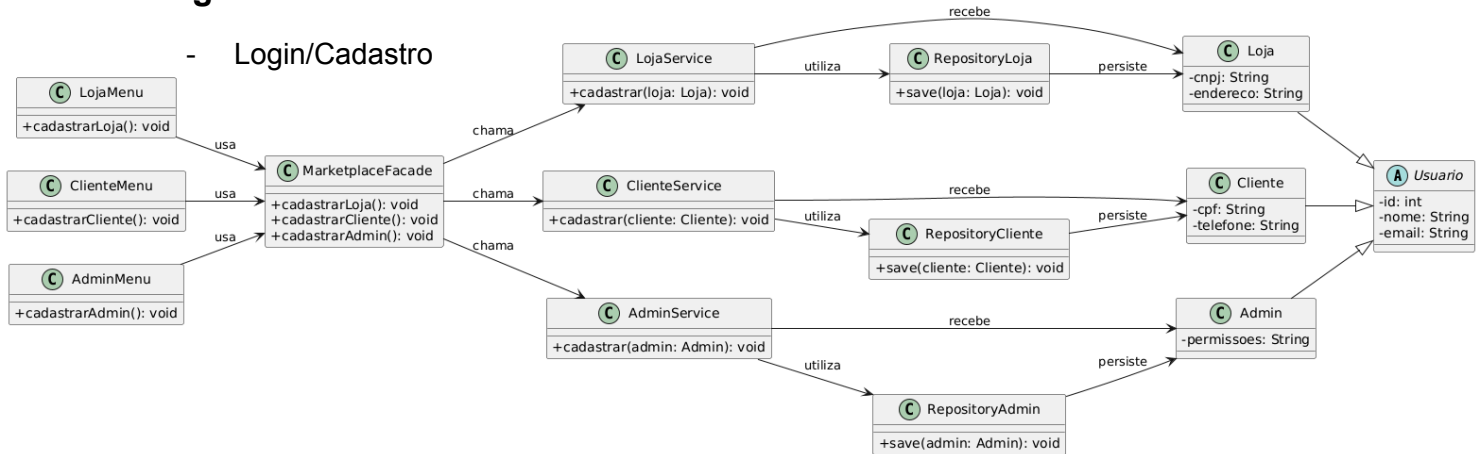 - Login/Cadastro
C LojaMenu
+cadastrarLoja(): void
C ClienteMenu
+cadastrarCliente(): void
C AdminMenu
+cadastrarAdmin(): void
usa
usa
usa
C MarketplaceFacade
+cadastrarLoja(): void
+cadastrarCliente(): void
+cadastrarAdmin(): void
chama
chama
chama
C LojaService
+cadastrar(loja: Loja): void
C ClienteService
+cadastrar(cliente: Cliente): void
C AdminService
+cadastrar(admin: Admin): void
recebe
utiliza
recebe
utiliza
recebe
utiliza
C RepositoryLoja
+save(loja: Loja): void
C RepositoryCliente
+save(cliente: Cliente): void
C RepositoryAdmin
+save(admin: Admin): void
persiste
persiste
persiste
C Loja
-cnpj: String
-endereco: String
C Cliente
-cpf: String
-telefone: String
C Admin
-permissoes: String
A Usuario
-id: int
-nome: String
-email: String